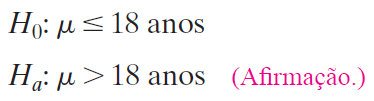 H₀: μ ≤ 18 anos
Hₐ: μ > 18 anos (Afirmação.)